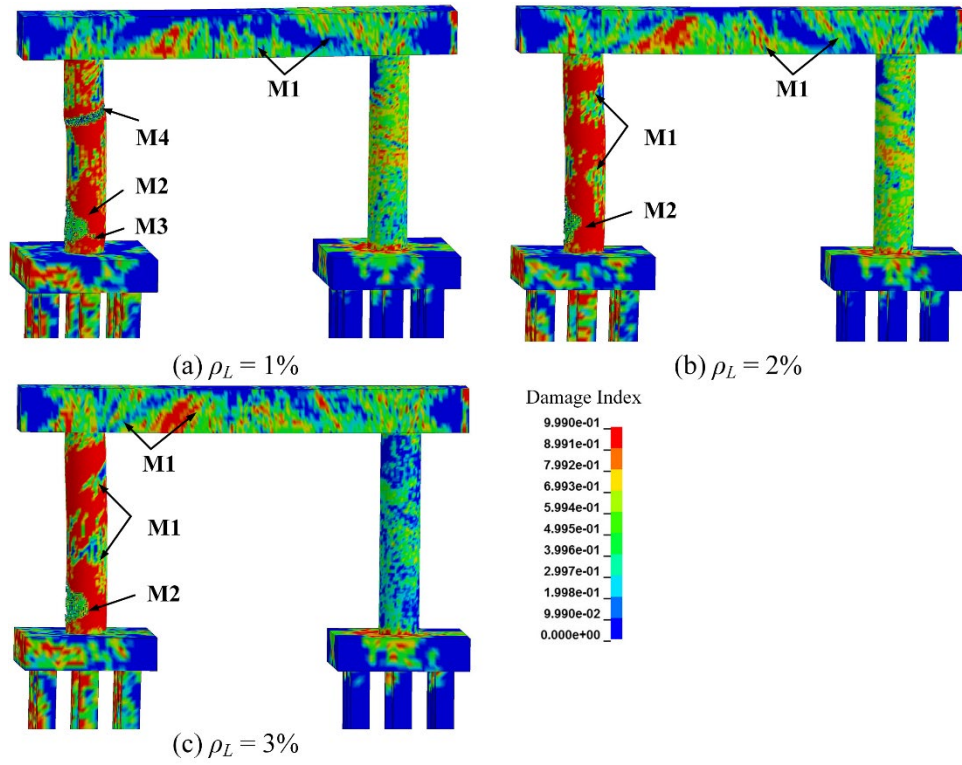 M1
M4
M2
M3
(a) ρL = 1%
M1
M1
M2
(b) ρL = 2%
M1
M1
M2
(c) ρL = 3%
Damage Index
9.990e-01
8.991e-01
7.992e-01
6.993e-01
5.994e-01
4.995e-01
3.996e-01
2.997e-01
1.998e-01
9.990e-02
0.000e+00